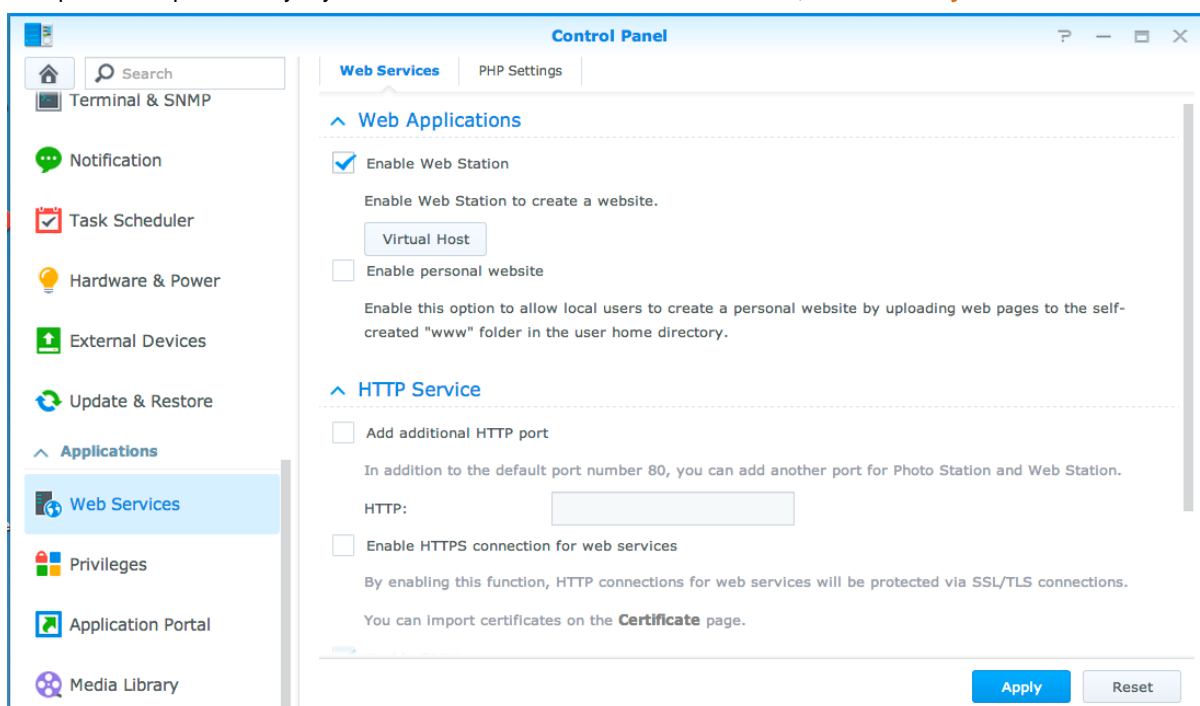 Control Panel
Search
Terminal & SNMP
Notification
Task Scheduler
Hardware & Power
External Devices
Update & Restore
Applications
Web Services
Privileges
Application Portal
Media Library
Web Services PHP Settings
Web Applications
Enable Web Station
Enable Web Station to create a website.
Virtual Host
Enable personal website
Enable this option to allow local users to create a personal website by uploading web pages to the self-
created "www" folder in the user home directory.
HTTP Service
Add additional HTTP port
In addition to the default port number 80, you can add another port for Photo Station and Web Station.
HTTP:
Enable HTTPS connection for web services
By enabling this function, HTTP connections for web services will be protected via SSL/TLS connections.
You can import certificates on the Certificate page.
Apply Reset